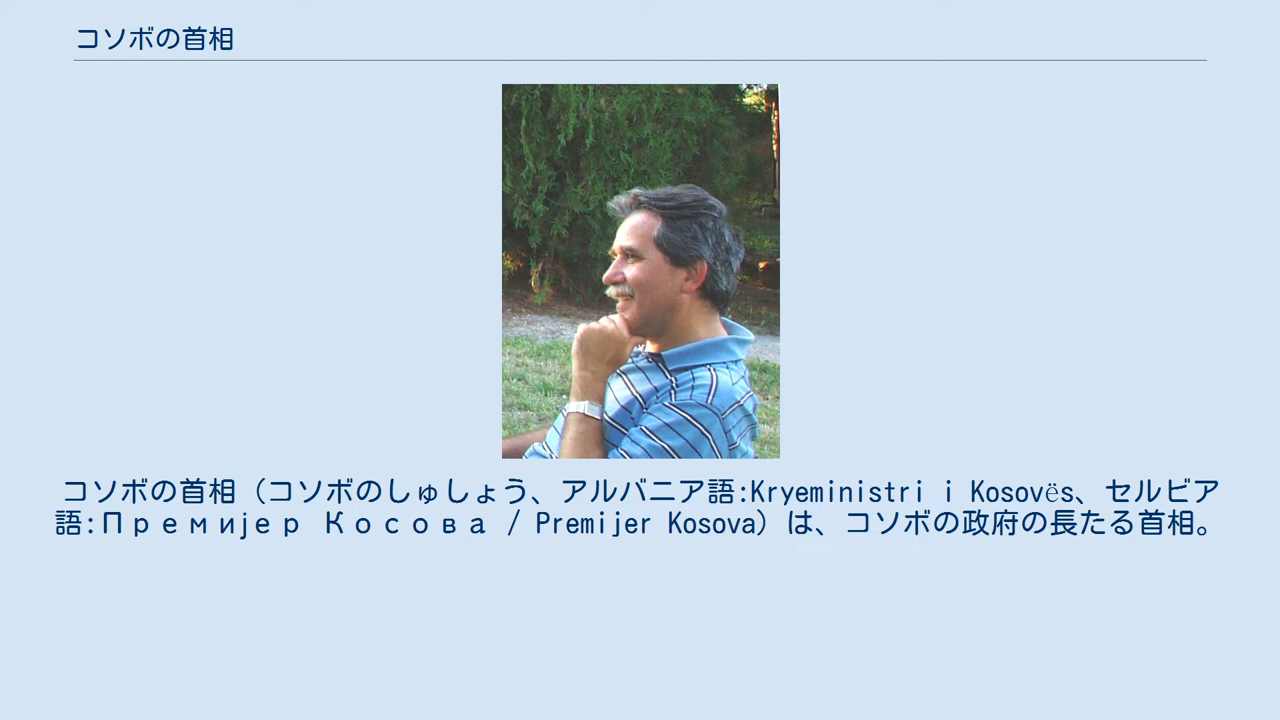 コソボの首相
コソボの首相（コソボのしゅしょう、アルバニア語:Kryeministri i Kosovës、セルビア
語:Премијер Косова / Premijer Kosova）は、コソボの政府の長たる首相。